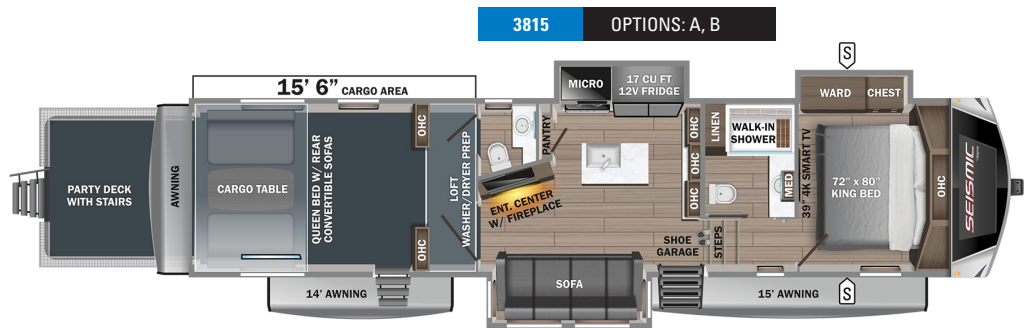 3815 OPTIONS: A, B
S
15' 6" CARGO AREA
MICRO
17 CU FT
12V FRIDGE
WARD
CHEST
PARTY DECK
WITH STAIRS
AWNING
CARGO TABLE
QUEEN BED W/ REAR
CONVERTIBLE SOFAS
OHC
OHC
LOFT
WASHER/DRYER PREP
PANTRY
ENT. CENTER
W/ FIREPLACE
OHC
OHC
OHC
LINEN
WALK-IN
SHOWER
MED
39" 4K SMART TV
72" x 80"
KING BED
OHC
SEISMIC
SHOE
GARAGE
STEPS
SOFA
14' AWNING
15' AWNING
S